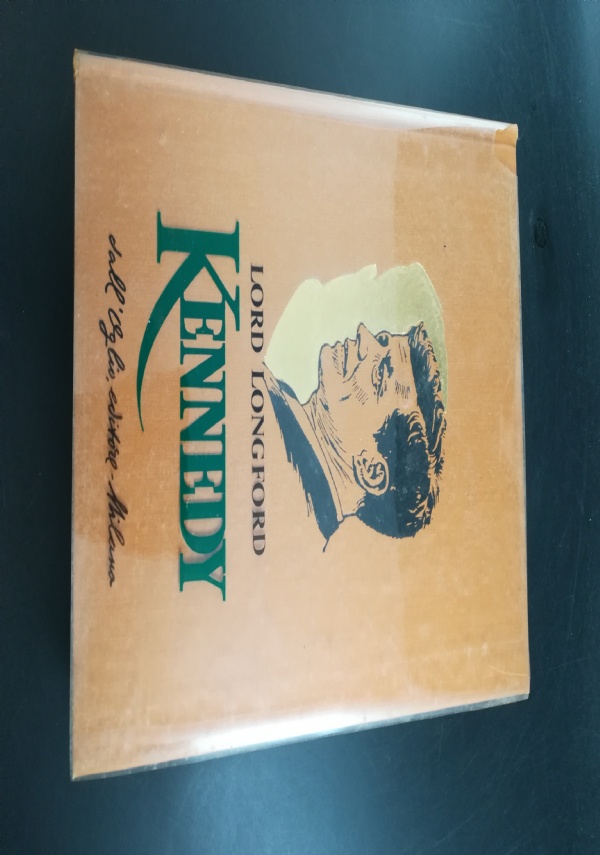 LORD LONGFORD
KENNEDY
dall'Oglio, editore - Milano